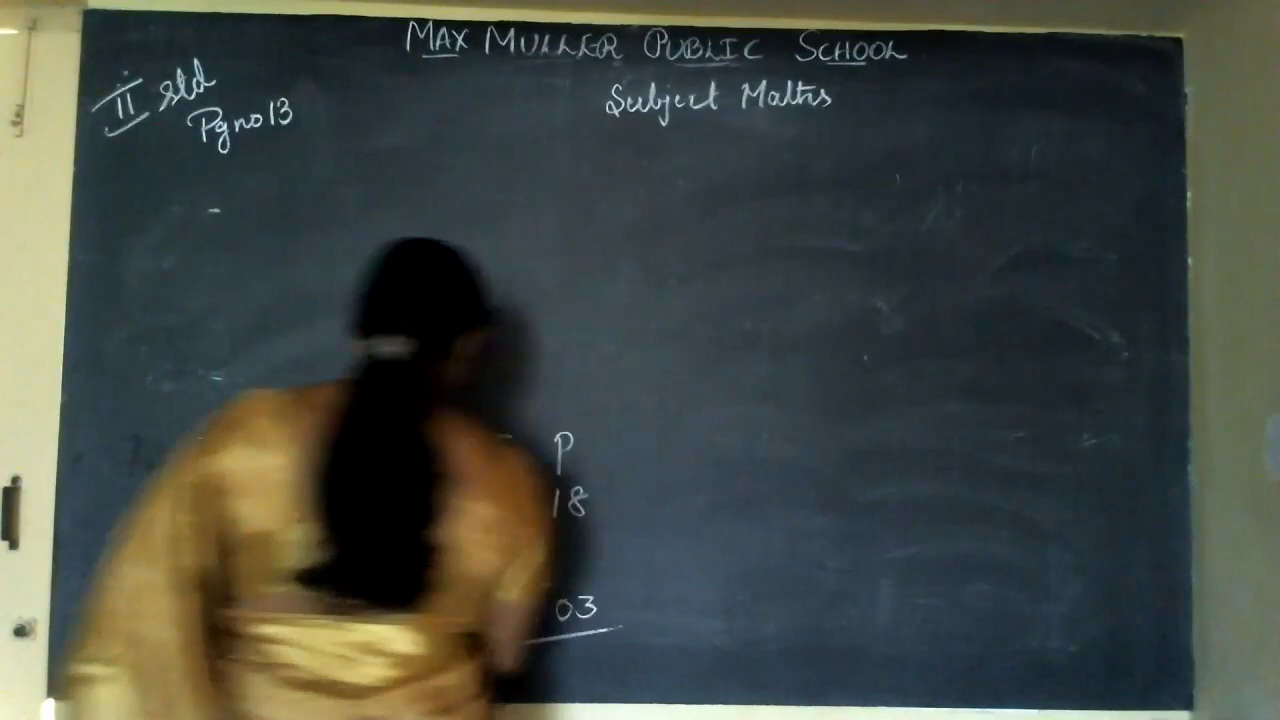 MAX MULLER PUBLIC SCHOOL
II std
Subject Maths
Pg no 13
P
18
03